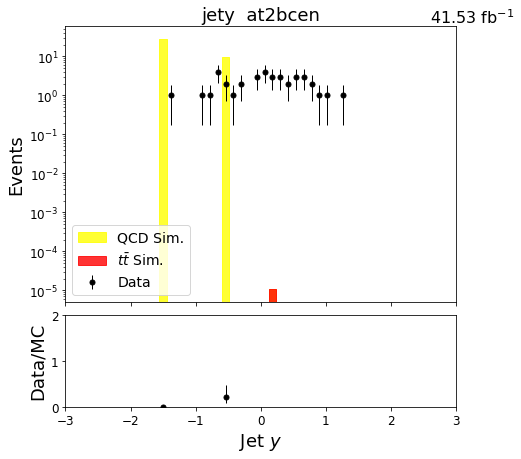 jety at2bcen
41.53 fb⁻¹
Events
10¹
10⁰
10⁻¹
10⁻²
10⁻³
10⁻⁴
10⁻⁵
QCD Sim.
tt̄ Sim.
Data
Data/MC
2
1
0
−3 −2 −1 0 1 2 3
Jet y